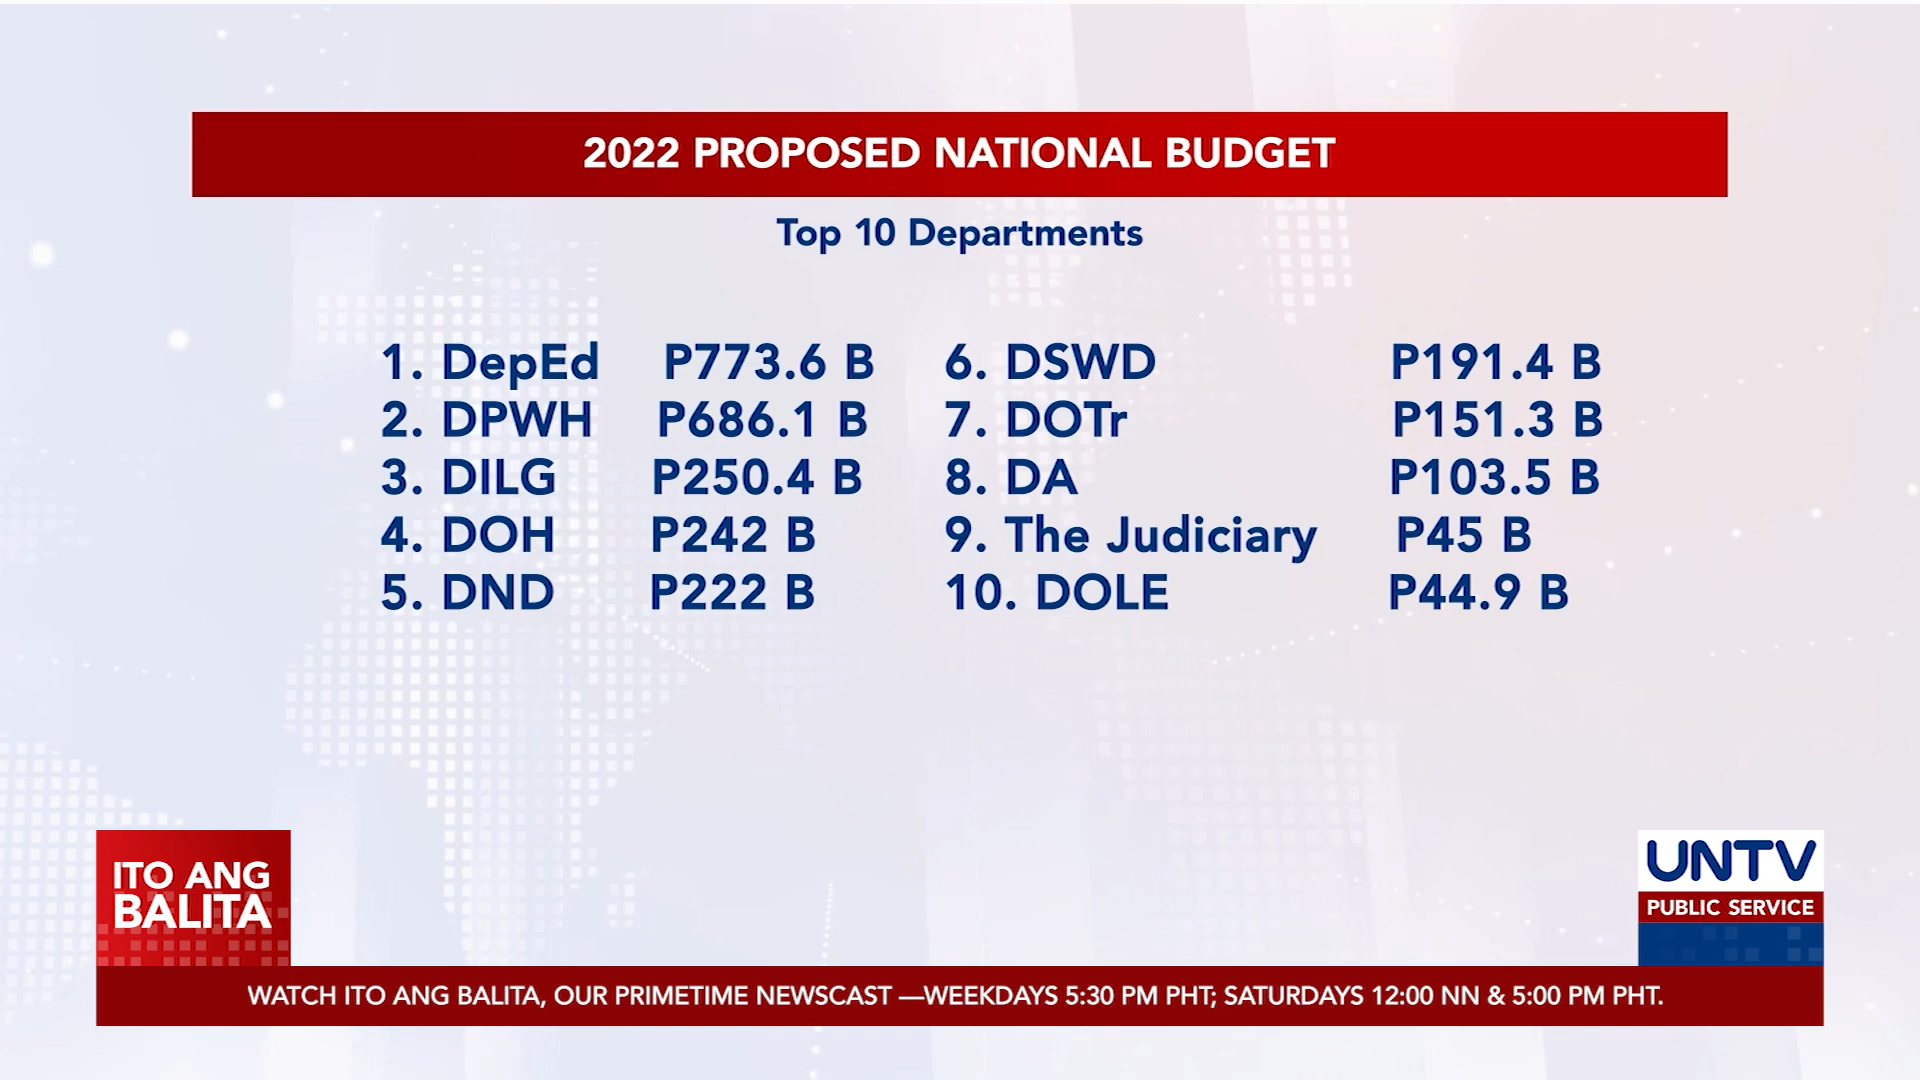 2022 PROPOSED NATIONAL BUDGET
Top 10 Departments
1. DepEd P773.6 B
2. DPWH P686.1 B
3. DILG P250.4 B
4. DOH P242 B
5. DND P222 B
6. DSWD P191.4 B
7. DOTr P151.3 B
8. DA P103.5 B
9. The Judiciary P45 B
10. DOLE P44.9 B
ITO ANG
BALITA
UNTV
PUBLIC SERVICE
WATCH ITO ANG BALITA, OUR PRIMETIME NEWSCAST —WEEKDAYS 5:30 PM PHT; SATURDAYS 12:00 NN & 5:00 PM PHT.